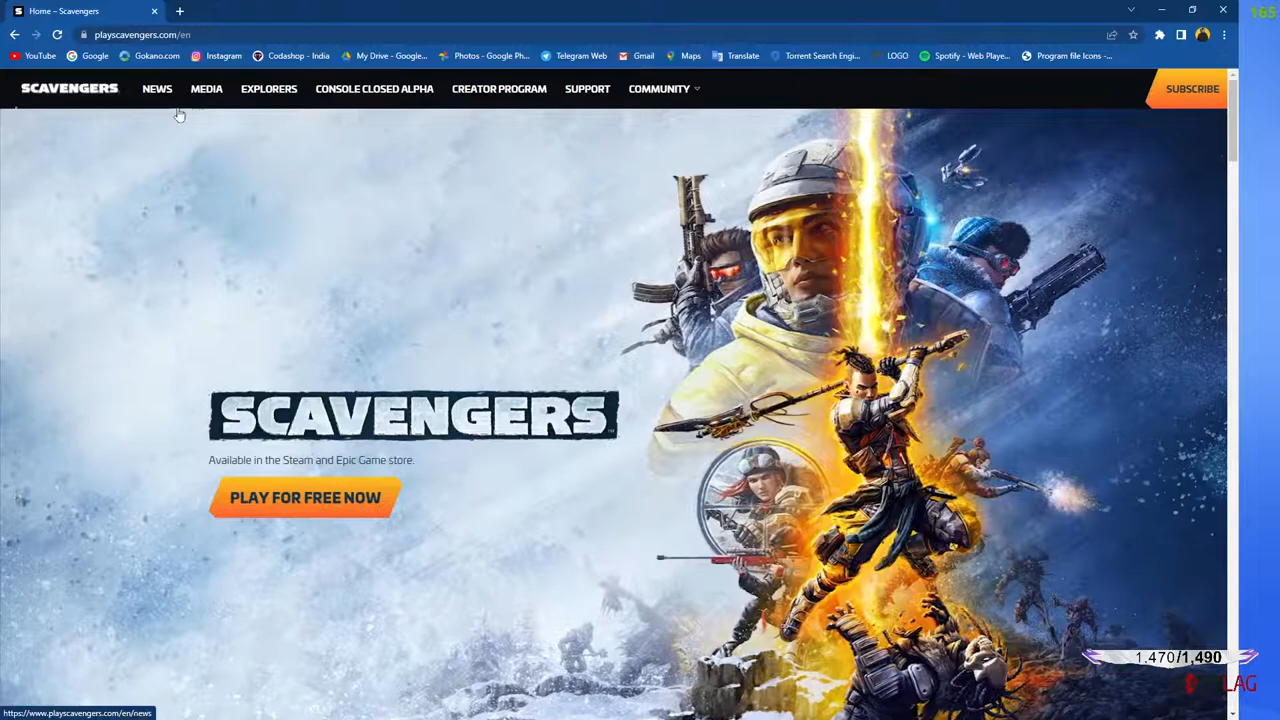 Home – Scavengers
165
playscavengers.com/en
YouTube Google Gokano.com Instagram Codashop - India My Drive - Google... Photos - Google Ph... Telegram Web Gmail Maps Translate Torrent Search Engi... LOGO Spotify - Web Playe... Program file Icons -...
SCAVENGERS NEWS MEDIA EXPLORERS CONSOLE CLOSED ALPHA CREATOR PROGRAM SUPPORT COMMUNITY SUBSCRIBE
SCAVENGERS
Available in the Steam and Epic Game store.
PLAY FOR FREE NOW
1,470/1,490
LAG
https://www.playscavengers.com/en/news